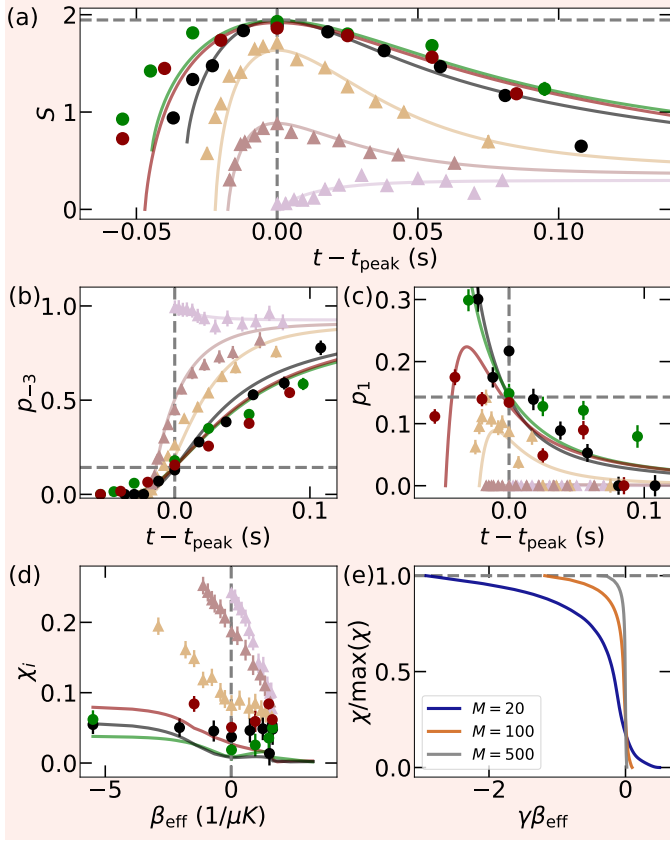 (a)
2
1
0
S
−0.05
0.00
0.05
0.10
t − t_peak (s)
(b)
1.0
0.5
0.0
p_−3
0.0
0.1
t − t_peak (s)
(c)
0.3
0.2
0.1
0.0
p_1
0.0
0.1
t − t_peak (s)
(d)
0.2
0.1
0.0
χ_i
−5
0
β_eff (1/μK)
(e)
1.0
0.5
0.0
χ/max(χ)
M = 20
M = 100
M = 500
−2
0
γβ_eff